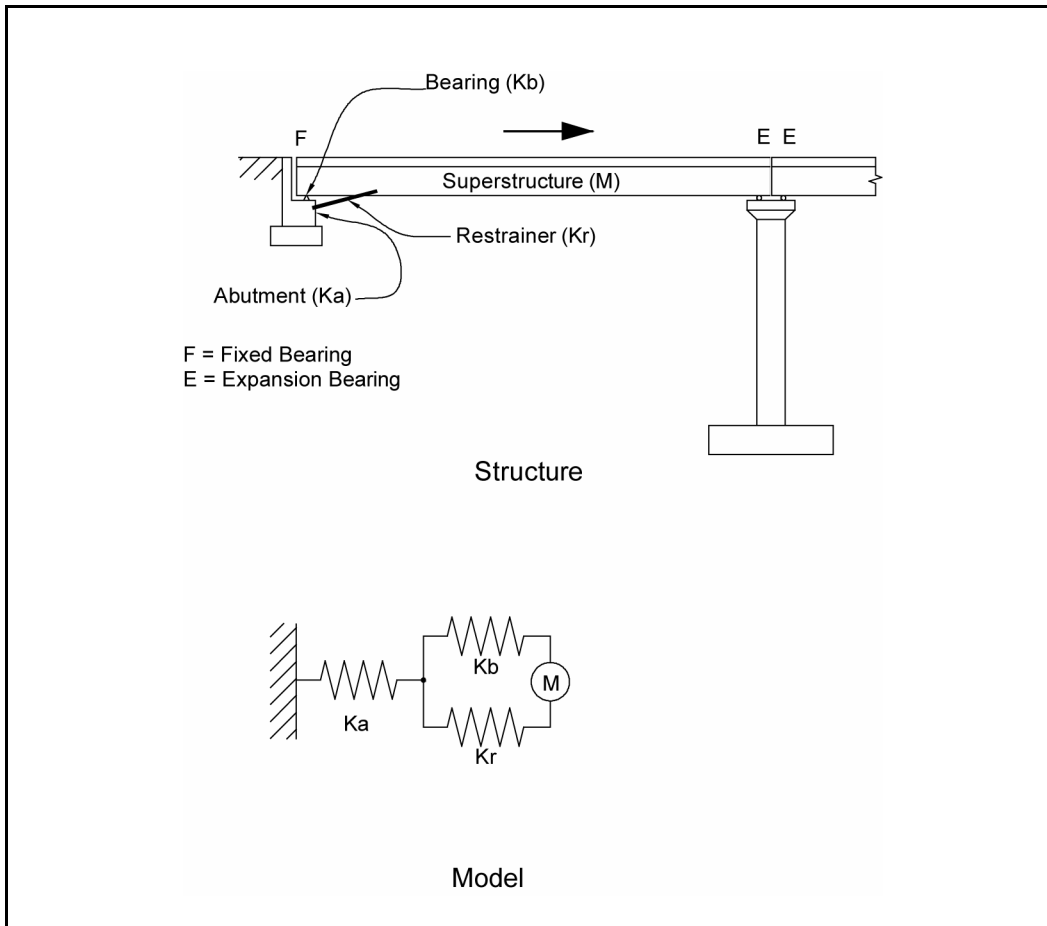 Bearing (Kb)
F
E E
Superstructure (M)
Restrainer (Kr)
Abutment (Ka)
F = Fixed Bearing
E = Expansion Bearing
Structure
Kb
M
Ka
Kr
Model